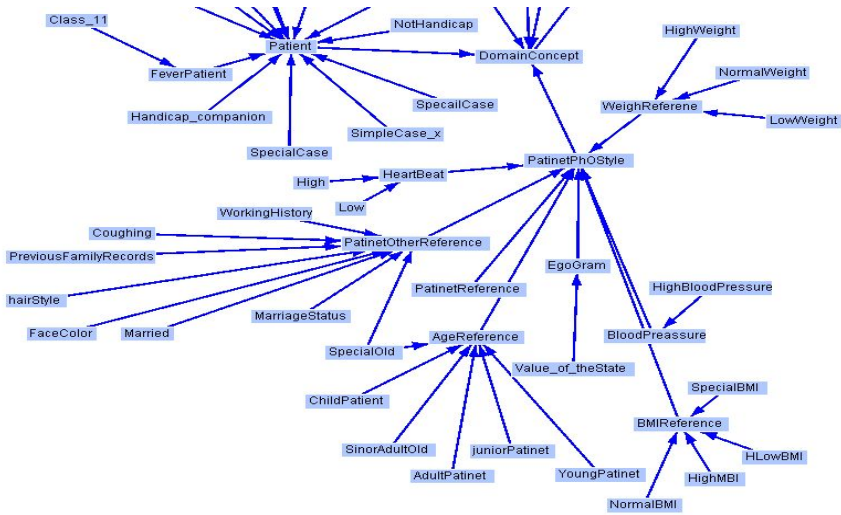 Class_11
NotHandicap
Patient
DomainConcept
HighWeight
FeverPatient
NormalWeight
Handicap_companion
SpecailCase
WeighReferene
LowWeight
SimpleCase_x
SpecialCase
PatinetPhOStyle
HeartBeat
High
Low
WorkingHistory
Coughing
PatinetOtherReference
PreviousFamilyRecords
EgoGram
PatinetReference
HighBloodPressure
hairStyle
MarriageStatus
FaceColor
Married
AgeReference
BloodPreassure
SpecialOld
Value_of_theState
SpecialBMI
ChildPatient
BMIReference
SinorAdultOld
juniorPatinet
HLowBMI
AdultPatinet
YoungPatinet
HighMBI
NormalBMI